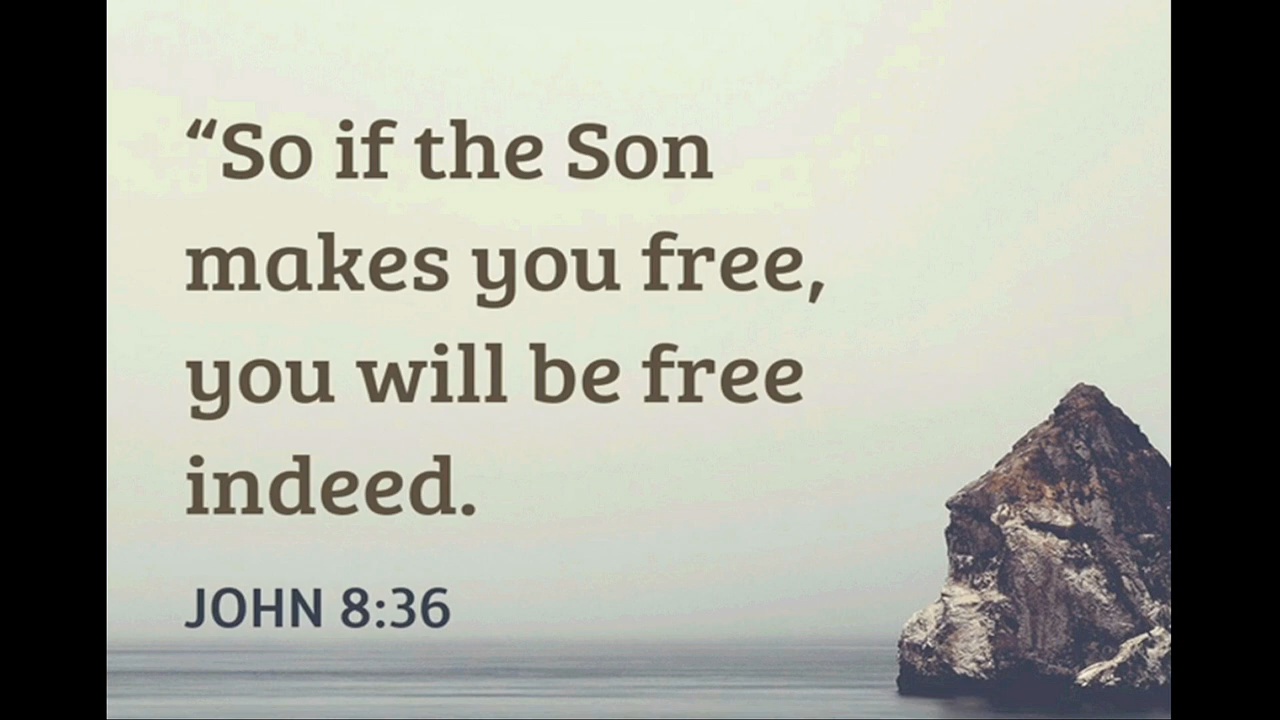 “So if the Son
makes you free,
you will be free
indeed.
JOHN 8:36